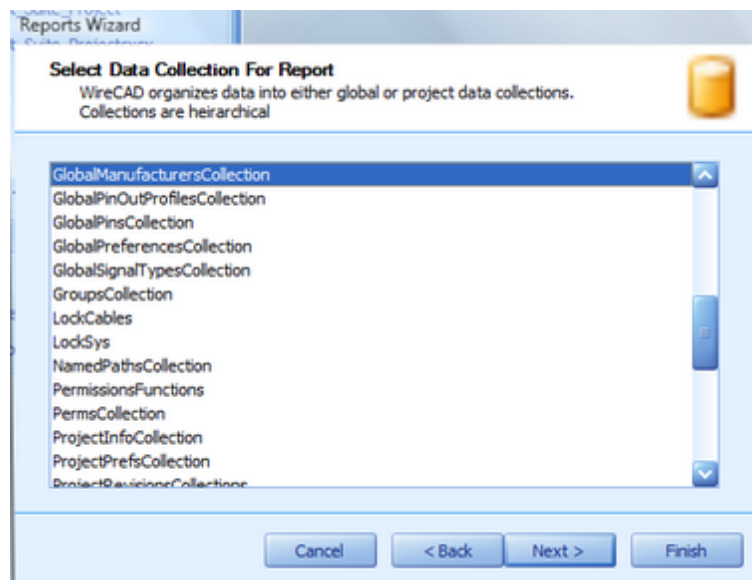 Reports Wizard
Select Data Collection For Report
WireCAD organizes data into either global or project data collections.
Collections are heirarchical
GlobalManufacturersCollection
GlobalPinOutProfilesCollection
GlobalPinsCollection
GlobalPreferencesCollection
GlobalSignalTypesCollection
GroupsCollection
LockCables
LockSys
NamedPathsCollection
PermissionsFunctions
PermsCollection
ProjectInfoCollection
ProjectPrefsCollection
ProjectRevisionsCollections
Cancel
< Back
Next >
Finish